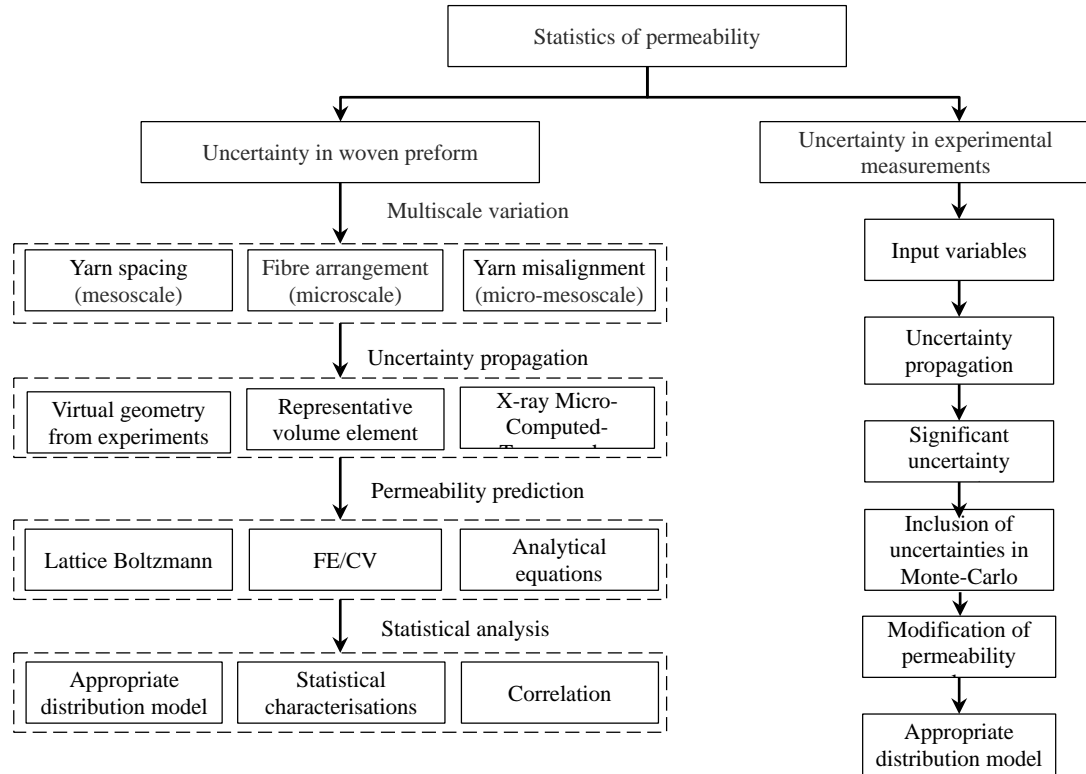 Statistics of permeability
Uncertainty in woven preform
Uncertainty in experimental
measurements
Multiscale variation
Yarn spacing
(mesoscale)
Fibre arrangement
(microscale)
Yarn misalignment
(micro-mesoscale)
Input variables
Uncertainty propagation
Virtual geometry
from experiments
Representative
volume element
X-ray Micro-
Computed-
Uncertainty
propagation
Permeability prediction
Significant
uncertainty
Lattice Boltzmann
FE/CV
Analytical
equations
Inclusion of
uncertainties in
Monte-Carlo
Statistical analysis
Modification of
permeability
Appropriate
distribution model
Statistical
characterisations
Correlation
Appropriate
distribution model